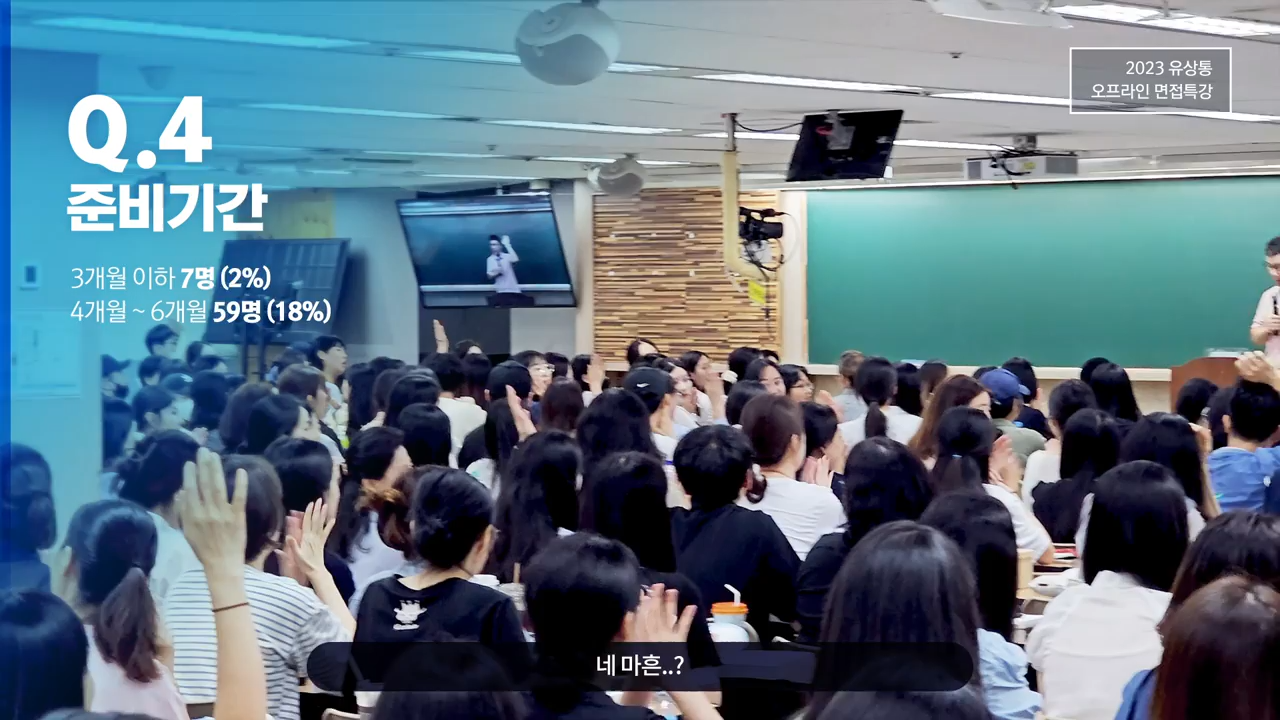 Q.4
준비기간
3개월 이하 7명 (2%)
4개월 ~ 6개월 59명 (18%)
2023 유상통
오프라인 면접특강
네 마흔..?